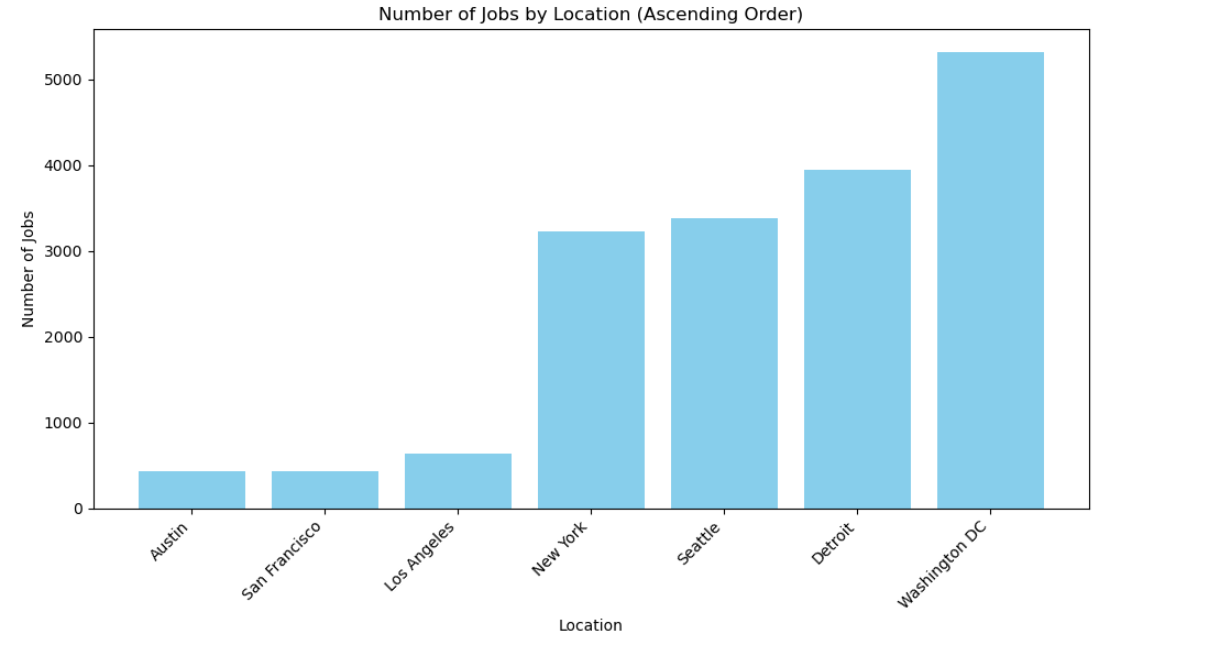 Number of Jobs by Location (Ascending Order)
Number of Jobs
5000
4000
3000
2000
1000
0
Austin
San Francisco
Los Angeles
New York
Seattle
Detroit
Washington DC
Location